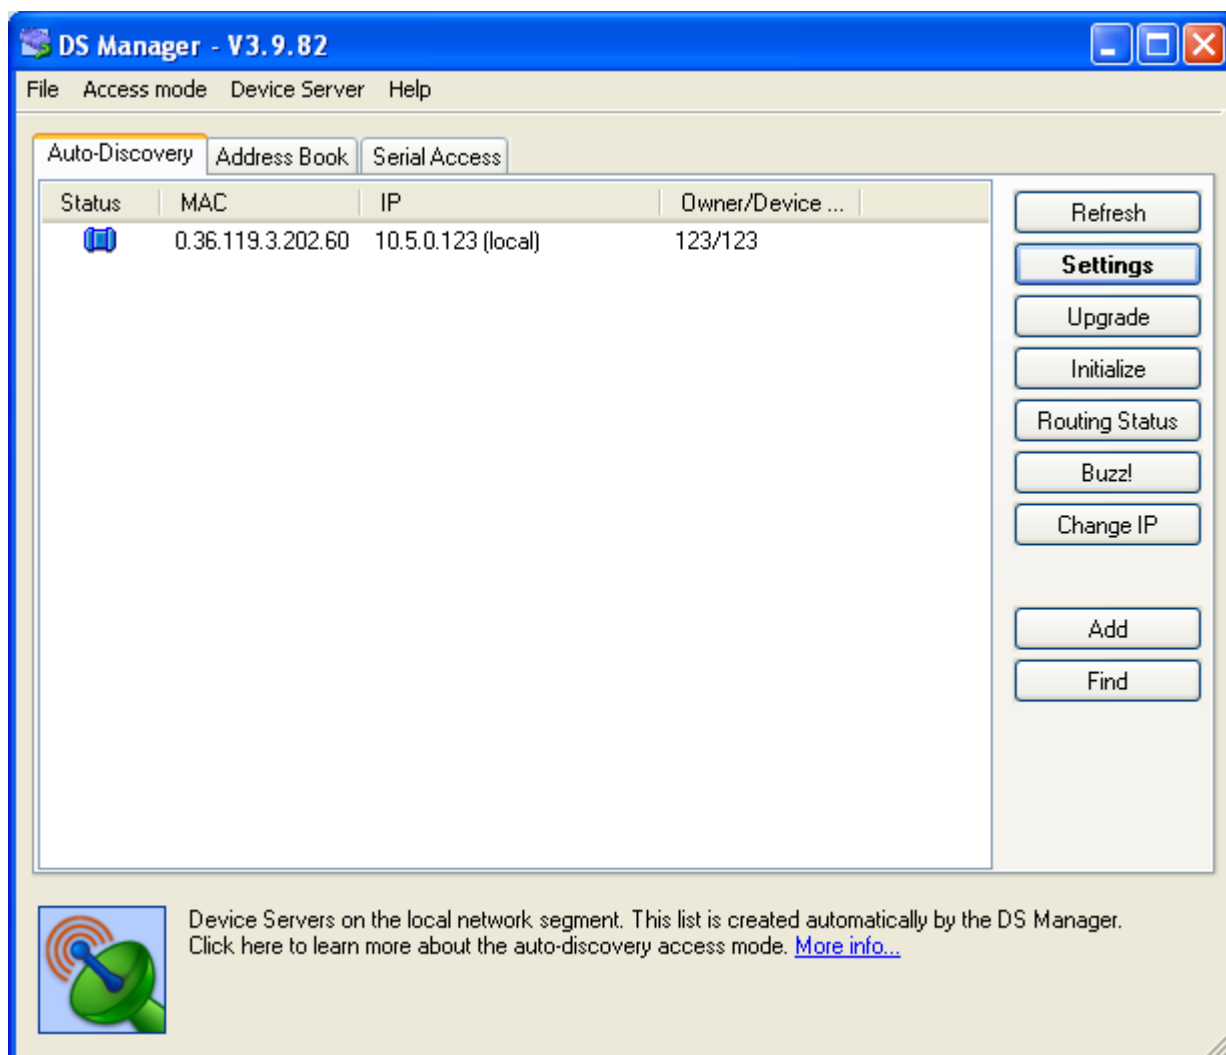 DS Manager - V3.9.82
File Access mode Device Server Help
Auto-Discovery Address Book Serial Access
Status MAC IP Owner/Device ...
0.36.119.3.202.60 10.5.0.123 (local) 123/123
Refresh
Settings
Upgrade
Initialize
Routing Status
Buzz!
Change IP
Add
Find
Device Servers on the local network segment. This list is created automatically by the DS Manager.
Click here to learn more about the auto-discovery access mode. More info...